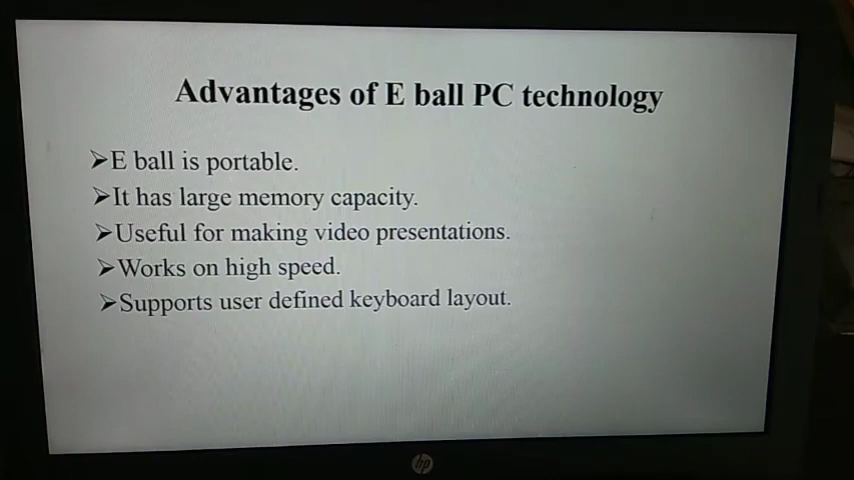 Advantages of E ball PC technology
➢E ball is portable.
➢It has large memory capacity.
➢Useful for making video presentations.
➢Works on high speed.
➢Supports user defined keyboard layout.
hp